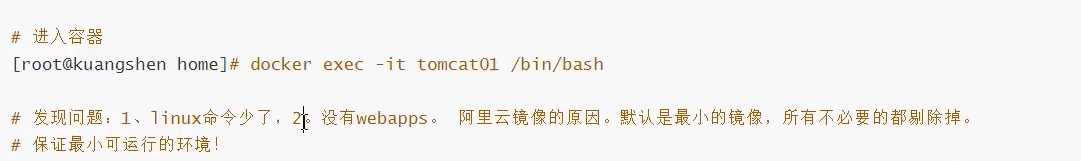 # 进入容器
[root@kuangshen home]# docker exec -it tomcat01 /bin/bash
# 发现问题：1、linux命令少了，2、没有webapps。 阿里云镜像的原因。默认是最小的镜像，所有不必要的都剔除掉。
# 保证最小可运行的环境！